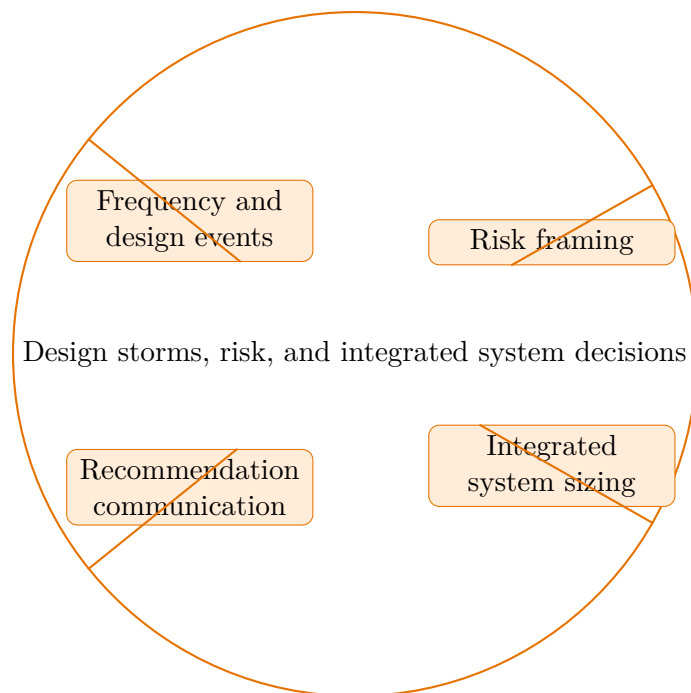 Frequency and
design events
Risk framing
Design storms, risk, and integrated system decisions
Recommendation
communication
Integrated
system sizing